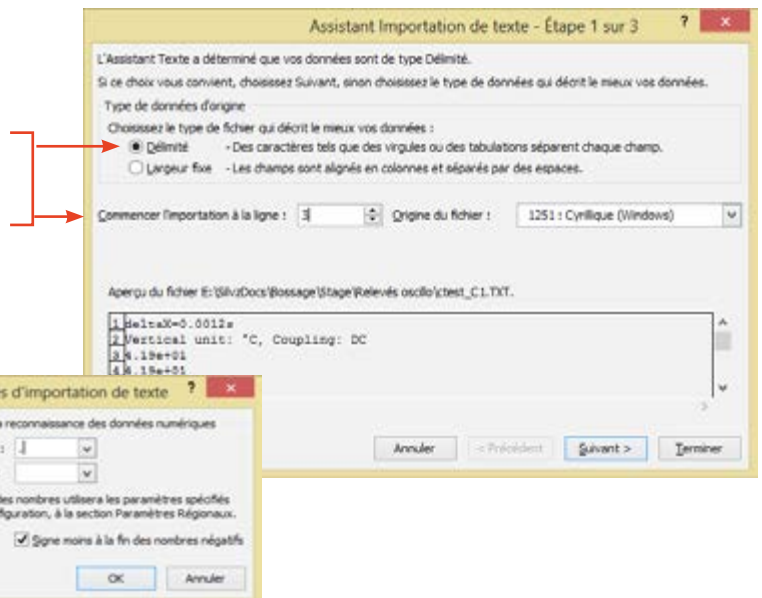 Assistant Importation de texte - Étape 1 sur 3
?
L'Assistant Texte a déterminé que vos données sont de type Délimité.
Si ce choix vous convient, choisissez Suivant, sinon choisissez le type de données qui décrit le mieux vos données.
Type de données d'origine
Choisissez le type de fichier qui décrit le mieux vos données :
Délimité - Des caractères tels que des virgules ou des tabulations séparent chaque champ.
Largeur fixe - Les champs sont alignés en colonnes et séparés par des espaces.
Commencer l'importation à la ligne : 3 Origine du fichier : 1251 : Cyrillique (Windows)
Aperçu du fichier E:\SilvzDocs\Bossage\Stage\Relevés oscillo\ctest_C1.TXT.
1 deltaX=0.0012s
2 Vertical unit: °C, Coupling: DC
3 4.19e+01
4 4.19e+01
Annuler < Précédent Suivant > Terminer
d'importation de texte ?
reconnaissance des données numériques
: .
des nombres utilisera les paramètres spécifiés
figuration, à la section Paramètres Régionaux.
Signe moins à la fin des nombres négatifs
OK Annuler